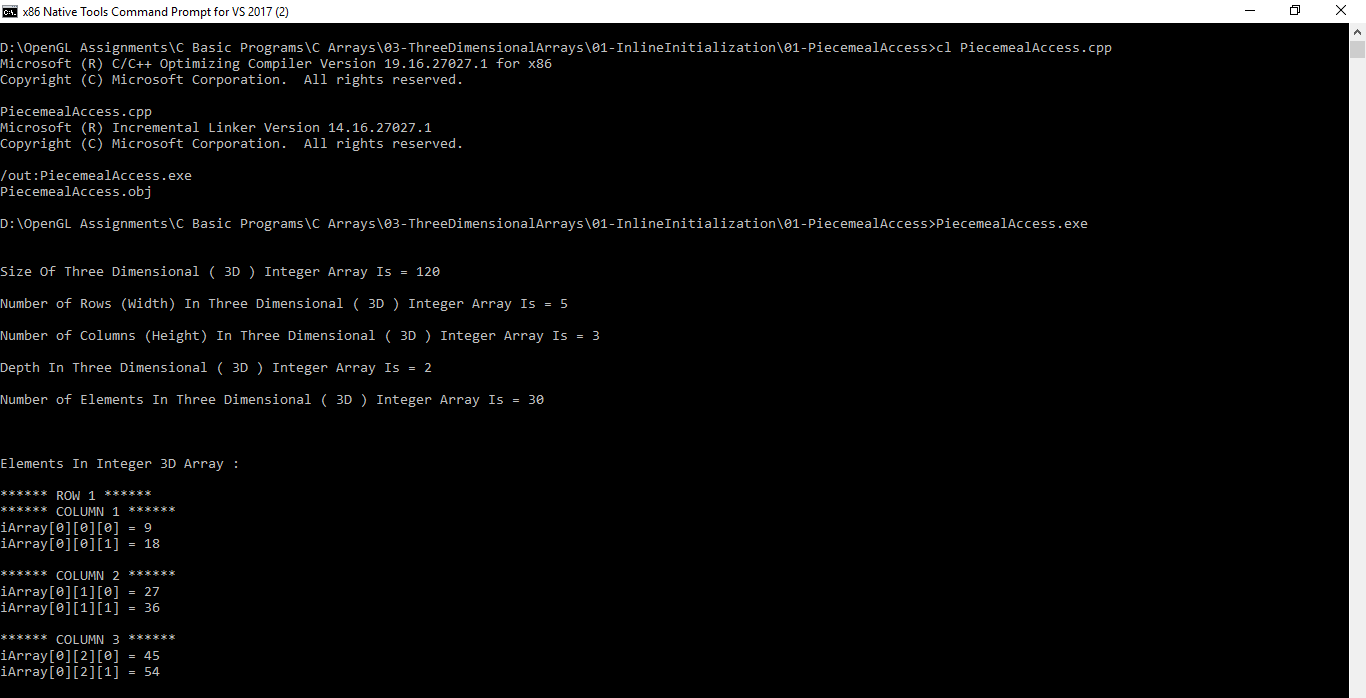 x86 Native Tools Command Prompt for VS 2017 (2)
D:\OpenGL Assignments\C Basic Programs\C Arrays\03-ThreeDimensionalArrays\01-InlineInitialization\01-PiecemealAccess>cl PiecemealAccess.cpp
Microsoft (R) C/C++ Optimizing Compiler Version 19.16.27027.1 for x86
Copyright (C) Microsoft Corporation.  All rights reserved.
PiecemealAccess.cpp
Microsoft (R) Incremental Linker Version 14.16.27027.1
Copyright (C) Microsoft Corporation.  All rights reserved.
/out:PiecemealAccess.exe
PiecemealAccess.obj
D:\OpenGL Assignments\C Basic Programs\C Arrays\03-ThreeDimensionalArrays\01-InlineInitialization\01-PiecemealAccess>PiecemealAccess.exe
Size Of Three Dimensional ( 3D ) Integer Array Is = 120
Number of Rows (Width) In Three Dimensional ( 3D ) Integer Array Is = 5
Number of Columns (Height) In Three Dimensional ( 3D ) Integer Array Is = 3
Depth In Three Dimensional ( 3D ) Integer Array Is = 2
Number of Elements In Three Dimensional ( 3D ) Integer Array Is = 30
Elements In Integer 3D Array :
****** ROW 1 ******
****** COLUMN 1 ******
iArray[0][0][0] = 9
iArray[0][0][1] = 18
****** COLUMN 2 ******
iArray[0][1][0] = 27
iArray[0][1][1] = 36
****** COLUMN 3 ******
iArray[0][2][0] = 45
iArray[0][2][1] = 54